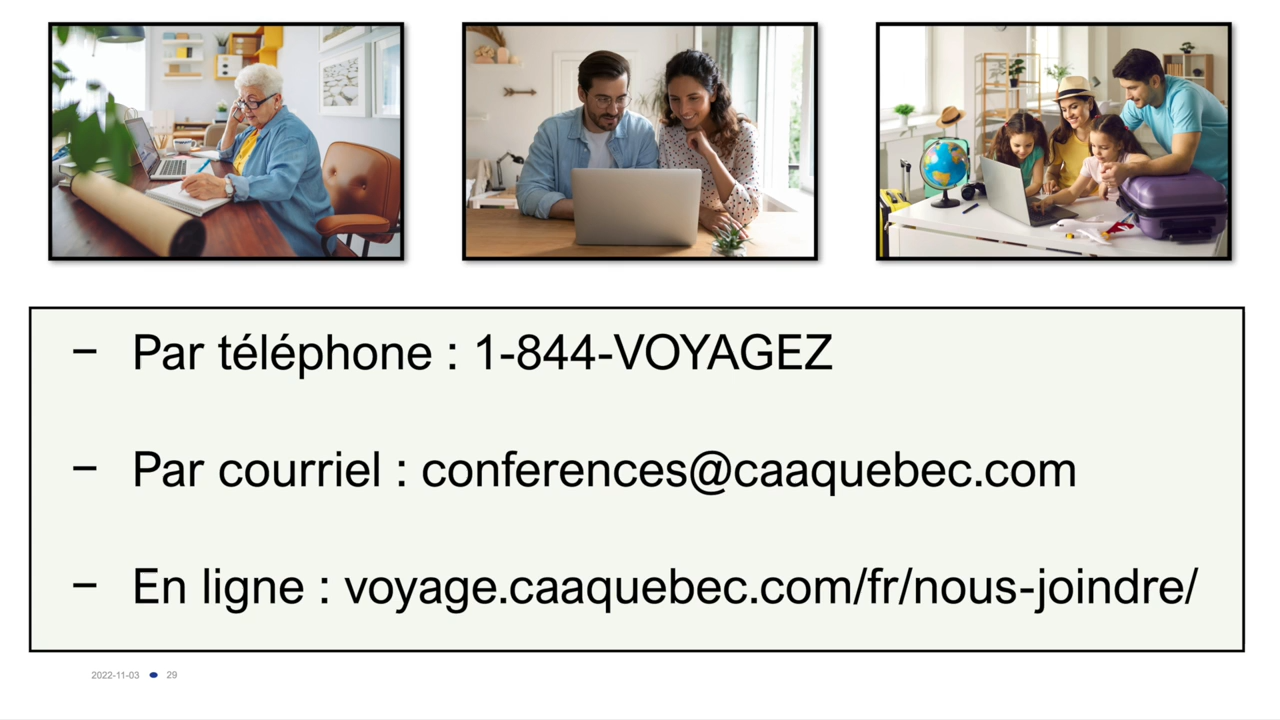 − Par téléphone : 1-844-VOYAGEZ
− Par courriel : conferences@caaquebec.com
− En ligne : voyage.caaquebec.com/fr/nous-joindre/
2022-11-03 ● 29